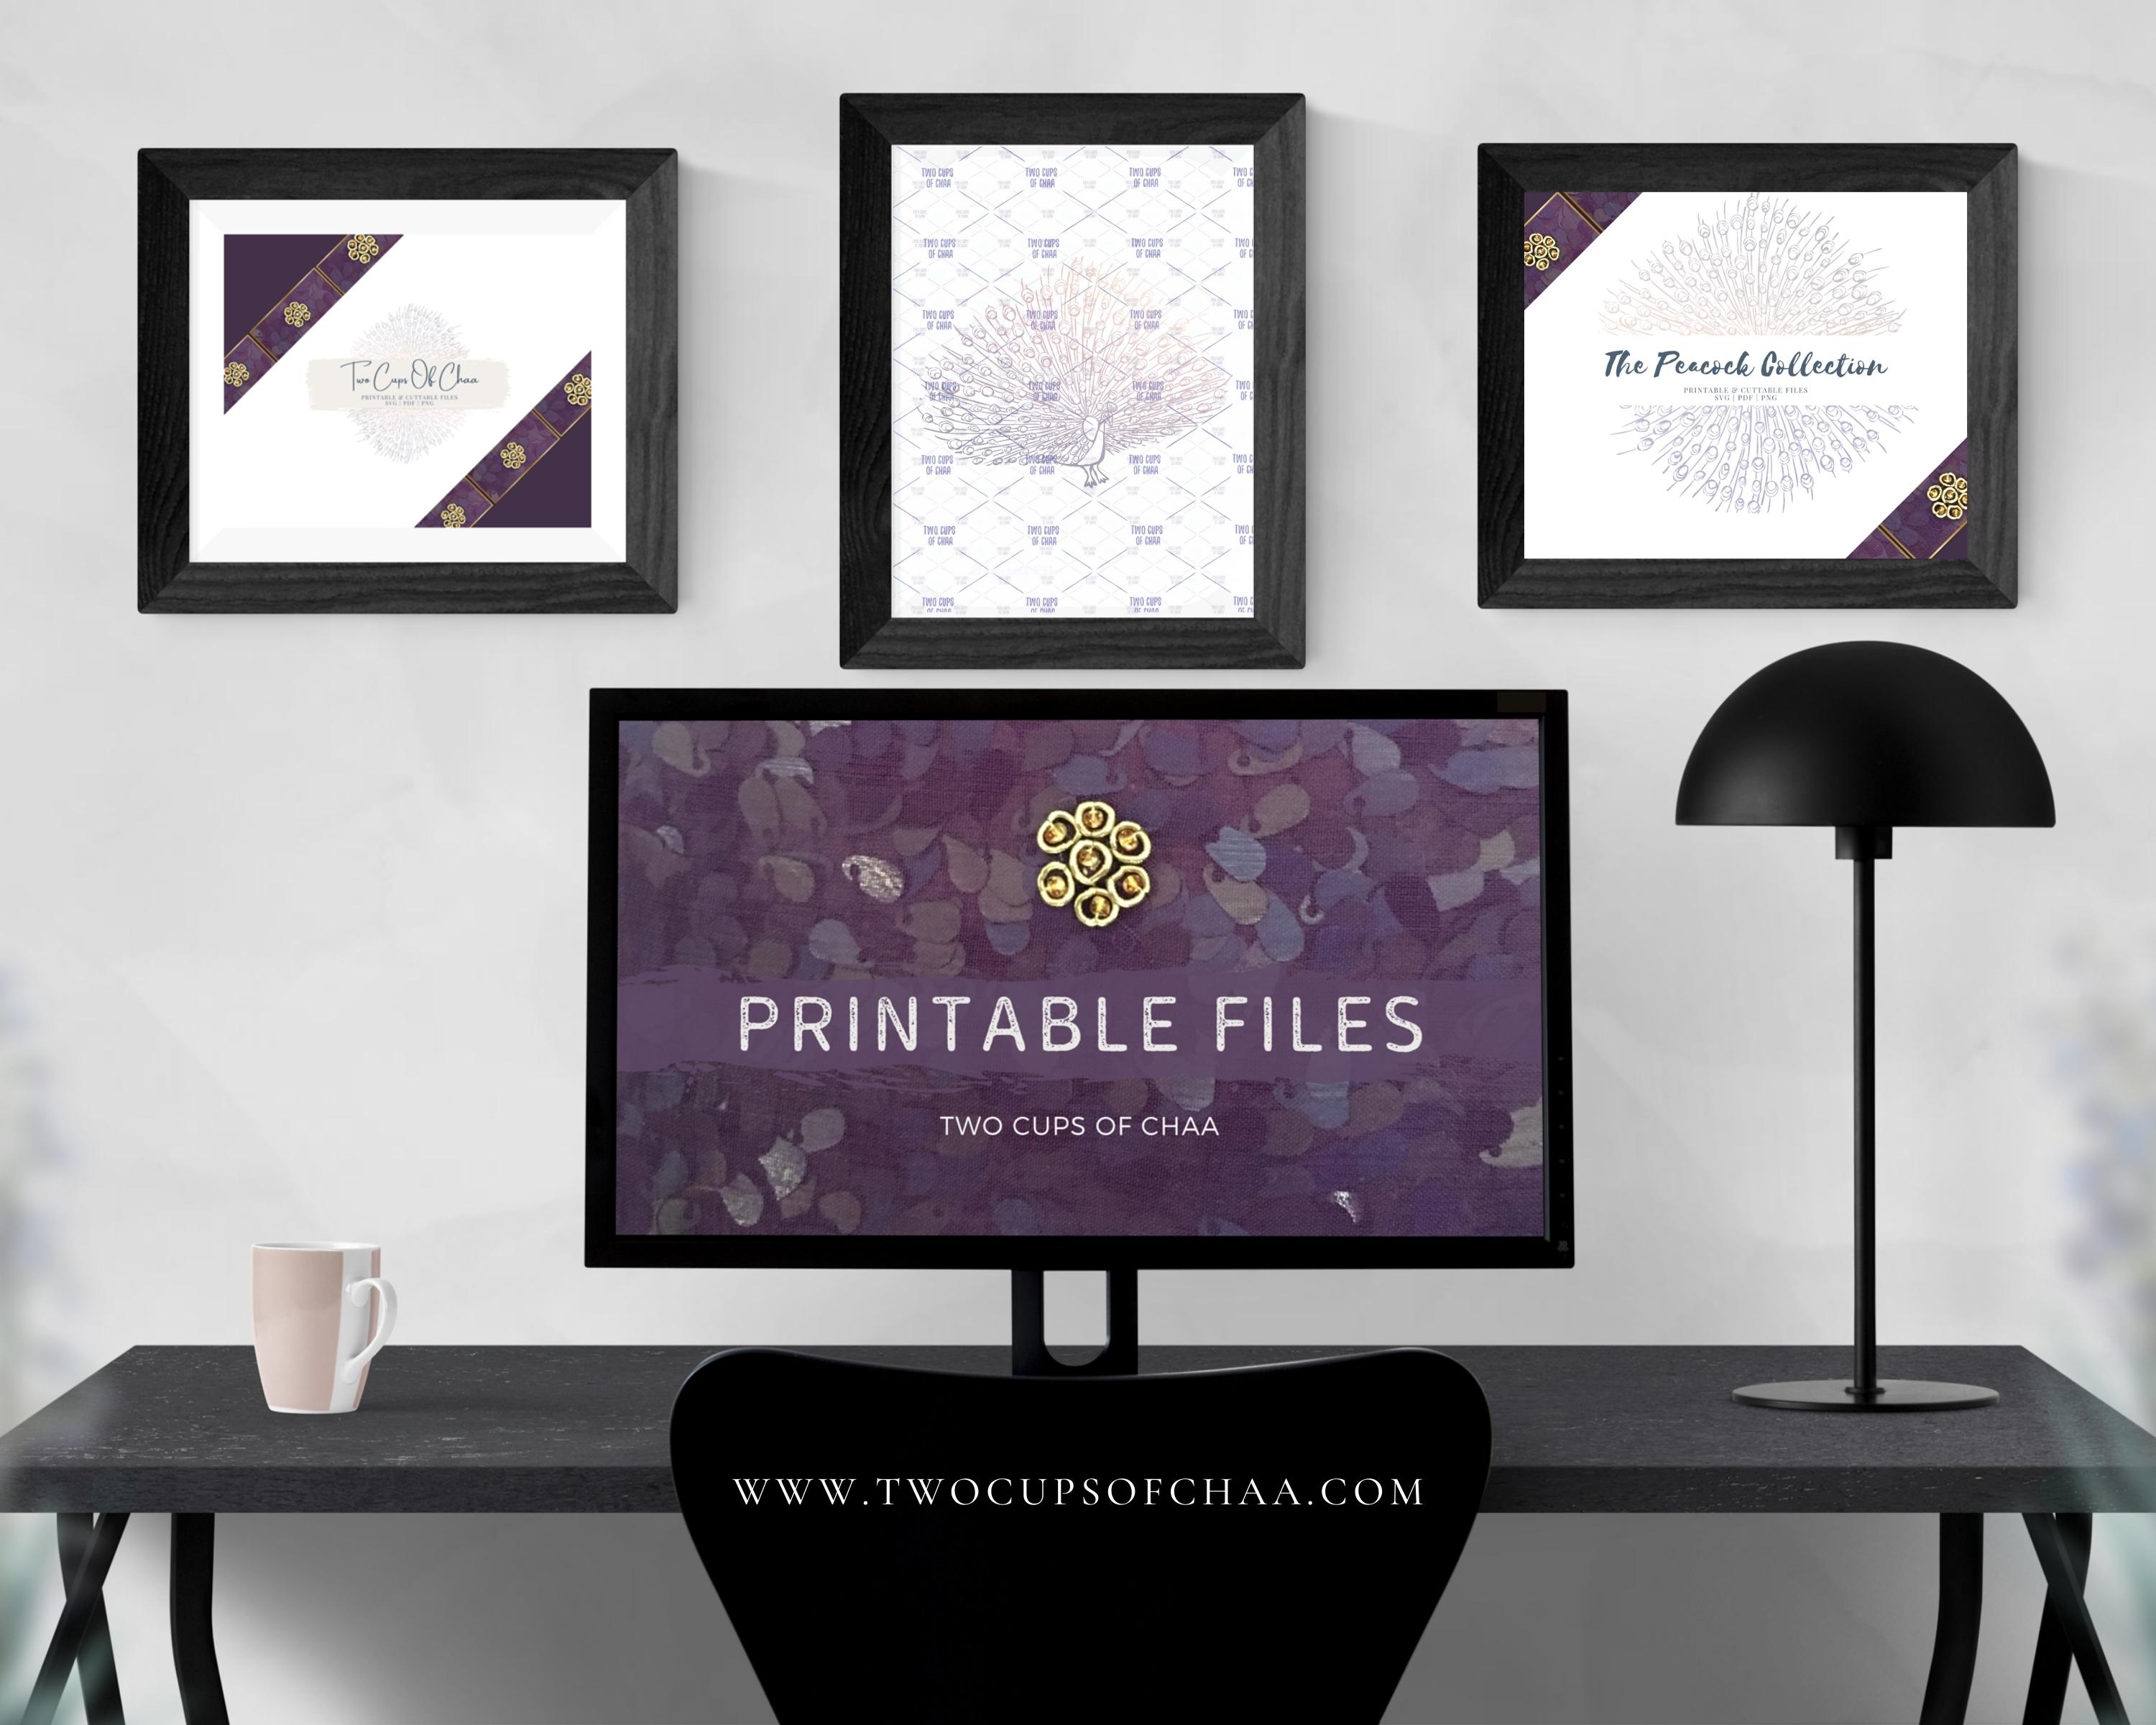 Two Cups Of Chaa
PRINTABLE & CUTTABLE FILES
SVG | PDF | PNG
TWO CUPS
OF CHAA
The Peacock Collection
PRINTABLE & CUTTABLE FILES
SVG | PDF | PNG
PRINTABLE FILES
TWO CUPS OF CHAA
WWW.TWOCUPSOFCHAA.COM